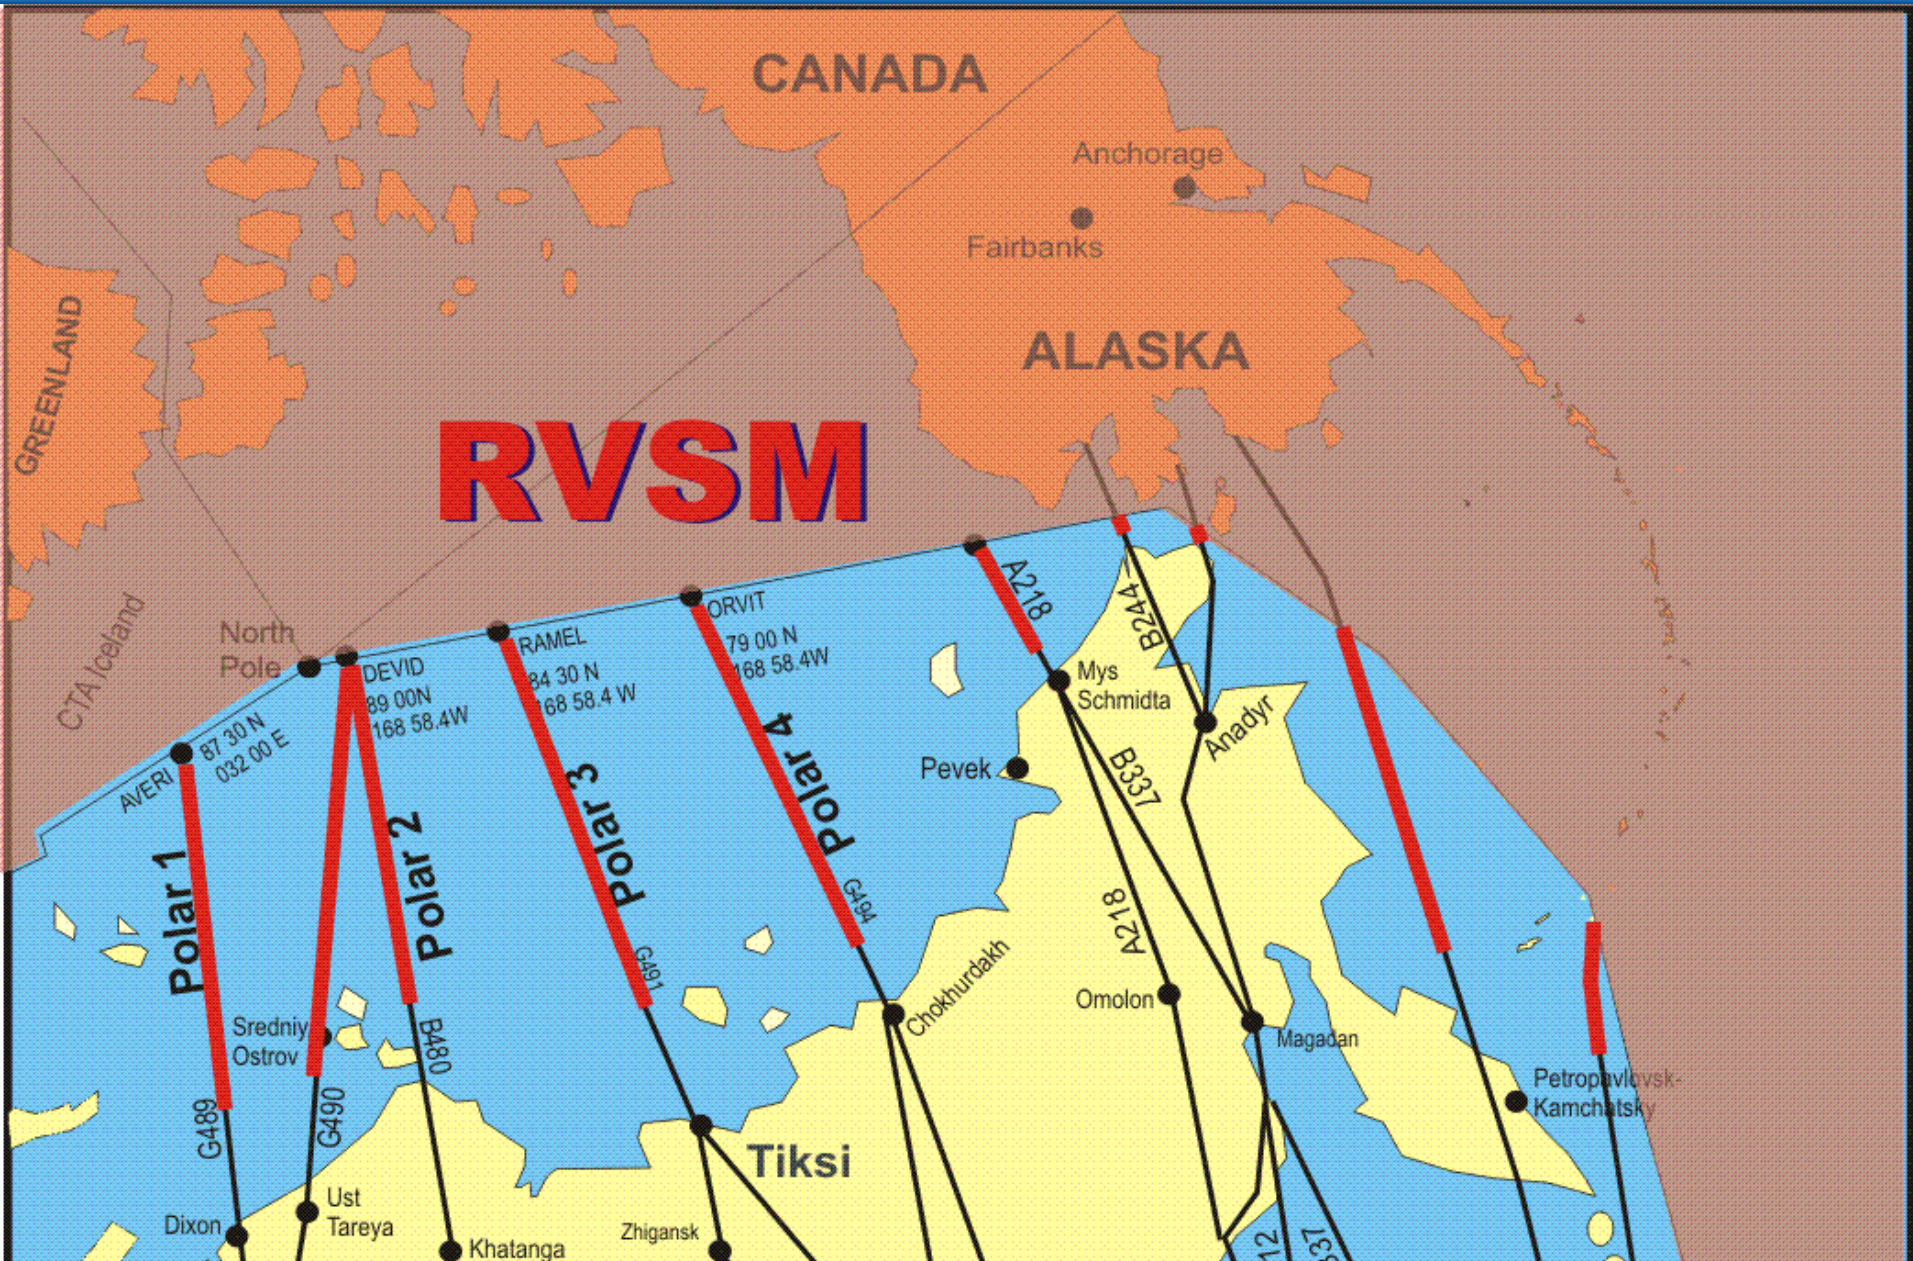 CANADA
Anchorage
Fairbanks
GREENLAND
ALASKA
RVSM
CTA Iceland
North
Pole
DEVID
89 00N
168 58.4W
RAMEL
84 30 N
168 58.4 W
ORVIT
79 00 N
168 58.4W
A218
B244
Mys
Schmidta
Anadyr
AVERI
87 30 N
032 00 E
Pevek
B337
Polar 1
Polar 2
Polar 3
Polar 4
G494
G491
A218
Chokhurdakh
Omolon
Magadan
Sredniy
Ostrov
B480
G489
G490
Petropavlovsk-
Kamchatsky
Tiksi
Ust
Tareya
Dixon
Khatanga
Zhigansk